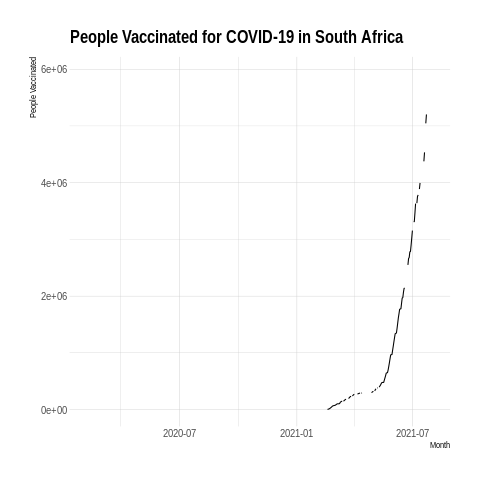 People Vaccinated for COVID-19 in South Africa
People Vaccinated
6e+06
4e+06
2e+06
0e+00
2020-07
2021-01
2021-07
Month